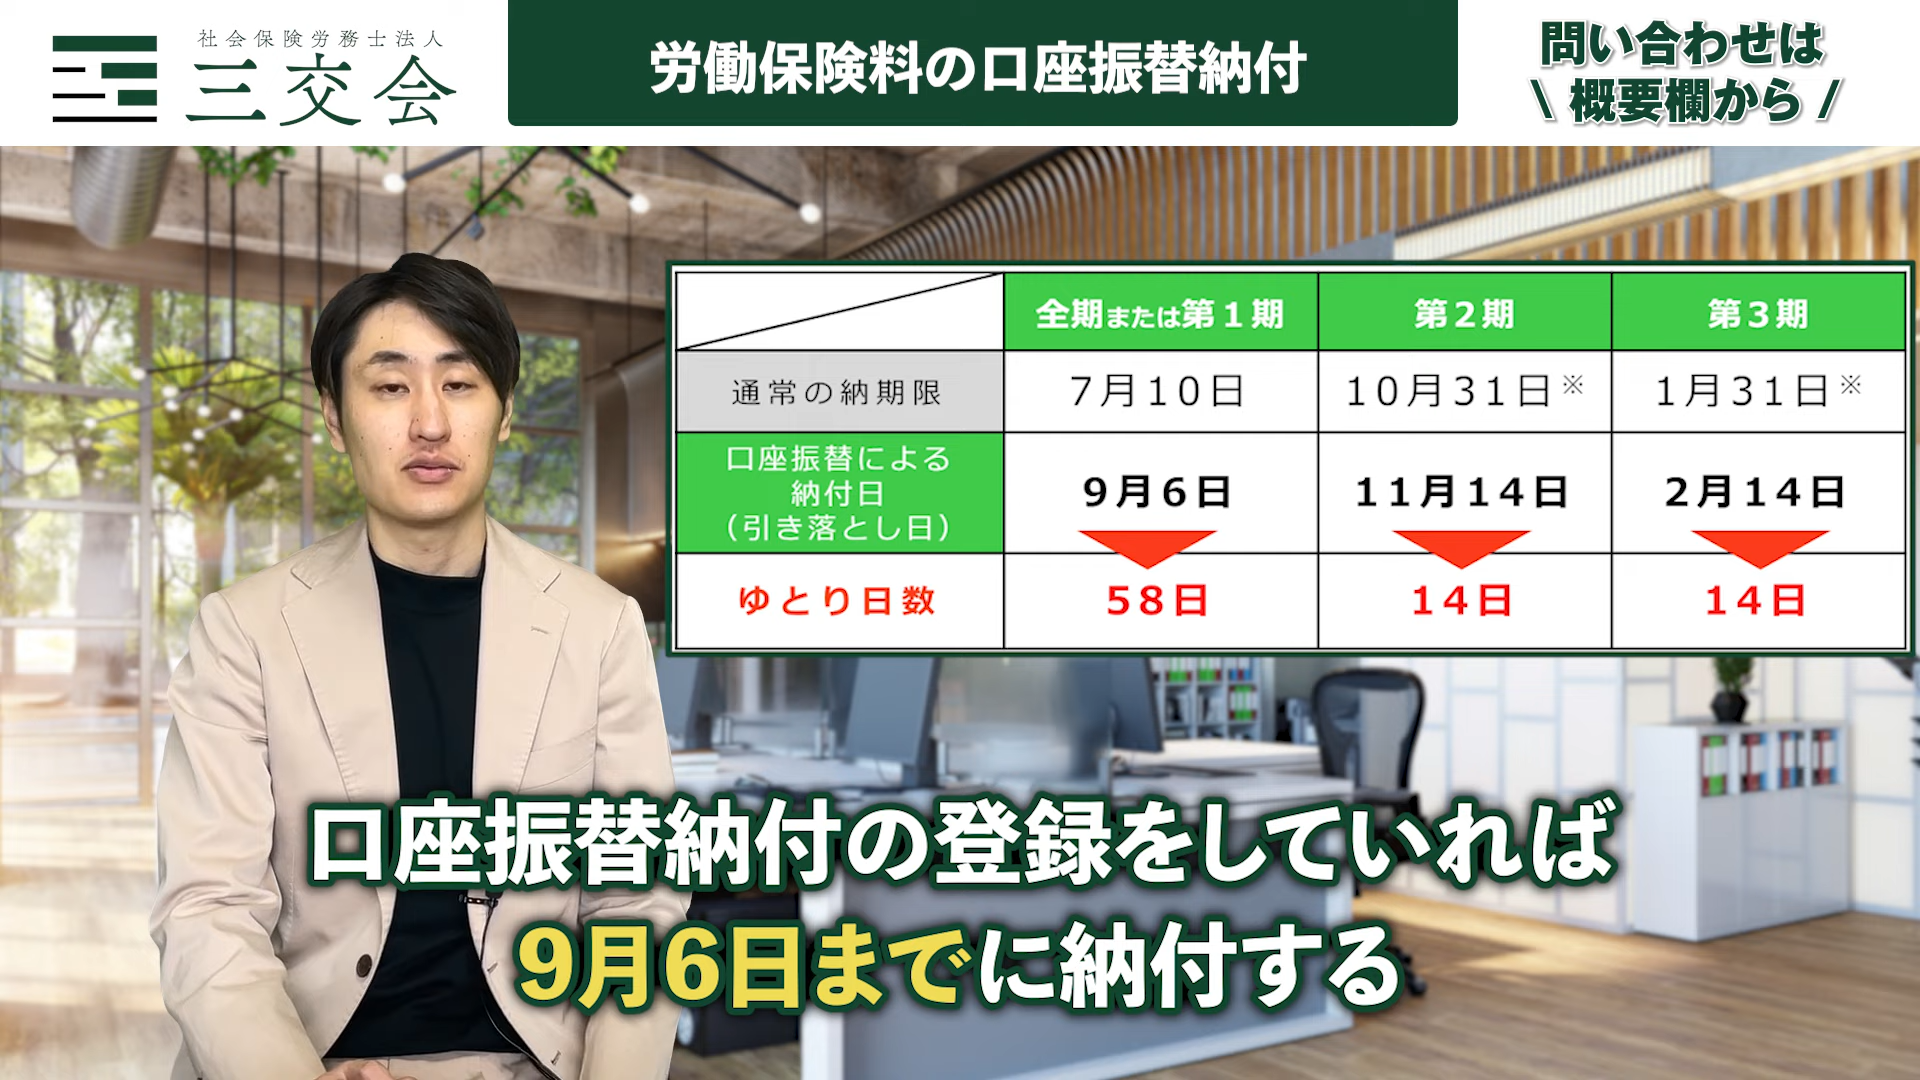 社会保険労務士法人
三交会
労働保険料の口座振替納付
問い合わせは
\ 概要欄から /
全期または第1期
第2期
第3期
通常の納期限
7月10日
10月31日※
1月31日※
口座振替による
納付日
（引き落とし日）
9月6日
11月14日
2月14日
ゆとり日数
58日
14日
14日
口座振替納付の登録をしていれば
9月6日までに納付する